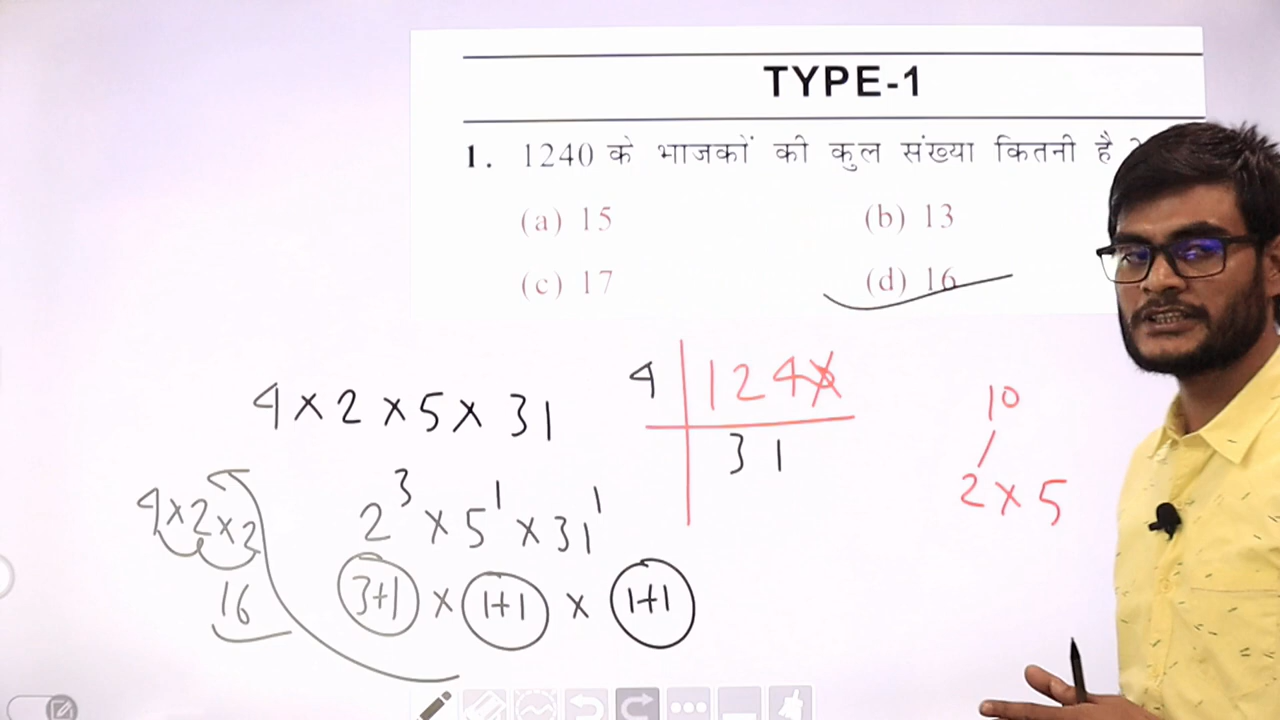 TYPE-1
1. 1240 के भाजकों की कुल संख्या कितनी है ?
(a) 15 (b) 13
(c) 17 (d) 16
4 | 1240
31
10
2 × 5
4 × 2 × 5 × 31
2³ × 5¹ × 31¹
4 × 2 × 2
16
3+1 × 1+1 × 1+1